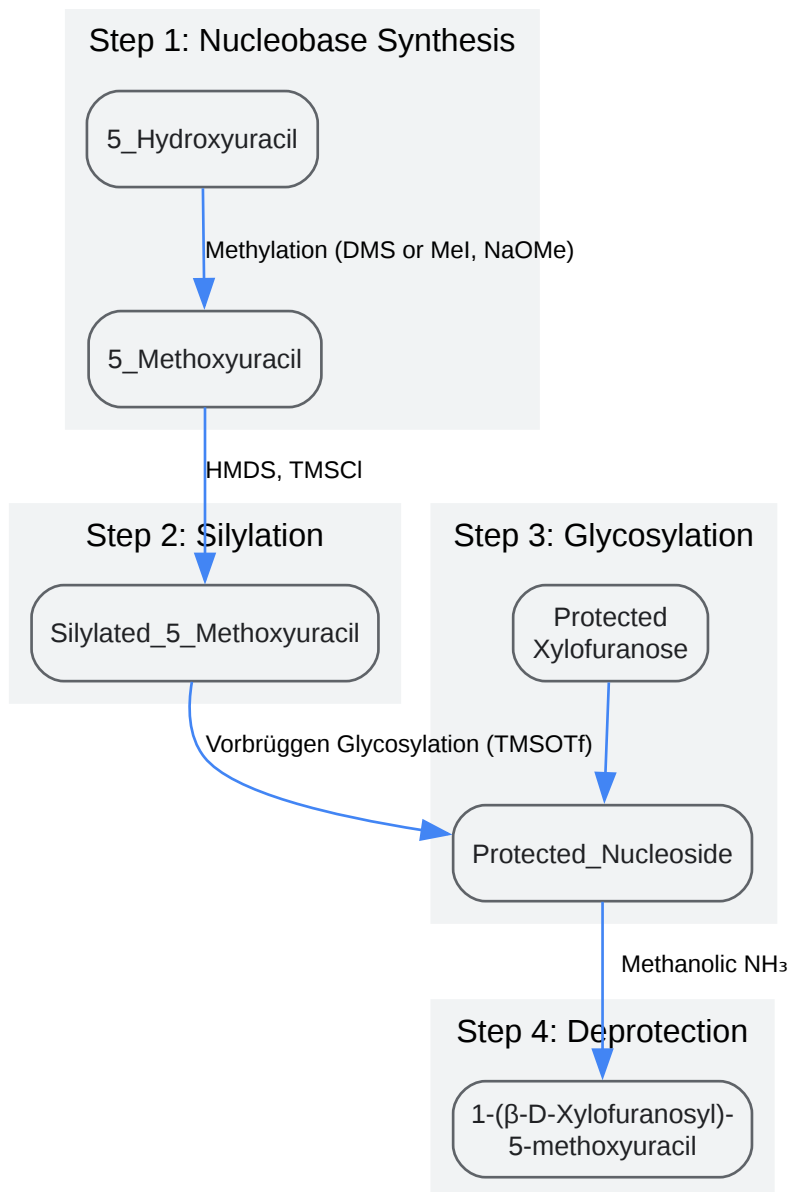 Step 1: Nucleobase Synthesis
5_Hydroxyuracil
Methylation (DMS or MeI, NaOMe)
5_Methoxyuracil
HMDS, TMSCl
Step 2: Silylation
Silylated_5_Methoxyuracil
Step 3: Glycosylation
Protected
Xylofuranose
Vorbrüggen Glycosylation (TMSOTf)
Protected_Nucleoside
Methanolic NH₃
Step 4: Deprotection
1-(β-D-Xylofuranosyl)-
5-methoxyuracil